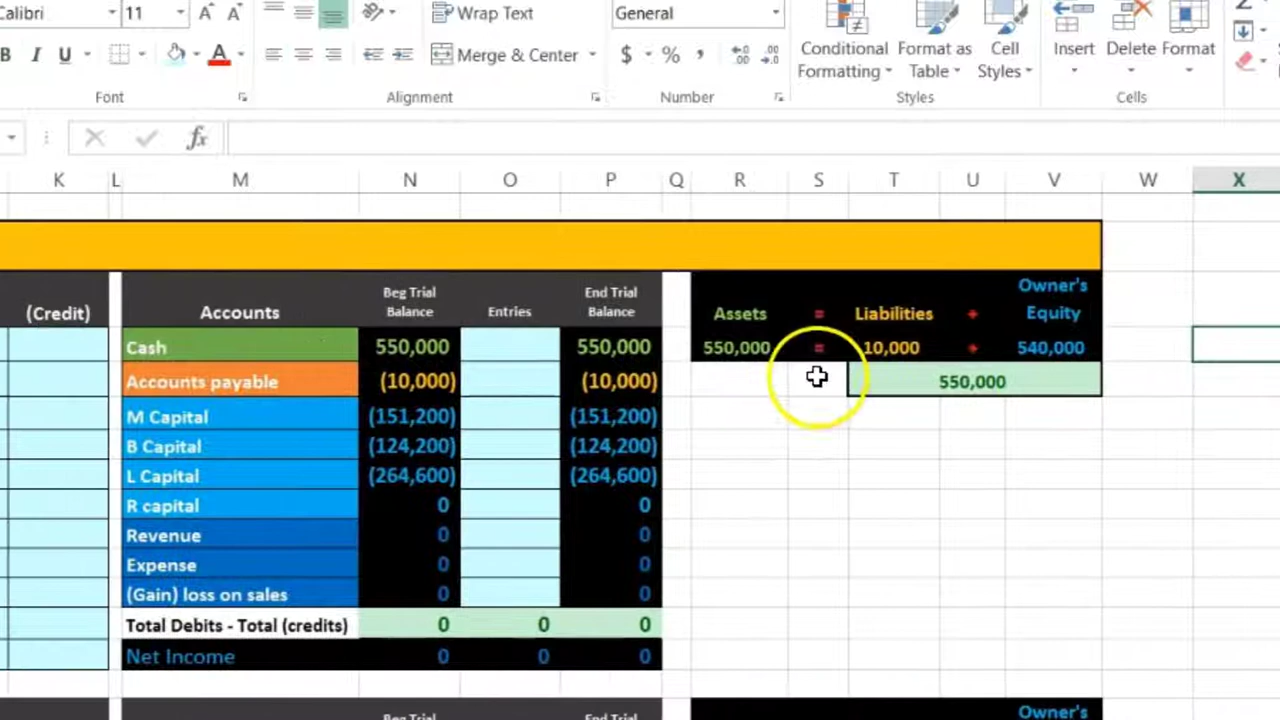 Calibri 11 Wrap Text General
B I U Merge & Center $ % , Conditional Formatting Format as Table Cell Styles Insert Delete Format
Font Alignment Number Styles Cells
fx
K L M N O P Q R S T U V W X
(Credit) Accounts Beg Trial Balance Entries End Trial Balance Assets = Liabilities + Owner's Equity
Cash 550,000 550,000 550,000 = 10,000 + 540,000
Accounts payable (10,000) (10,000) 550,000
M Capital (151,200) (151,200)
B Capital (124,200) (124,200)
L Capital (264,600) (264,600)
R capital 0 0
Revenue 0 0
Expense 0 0
(Gain) loss on sales 0 0
Total Debits - Total (credits) 0 0 0
Net Income 0 0 0
Beg Trial End Trial Owner's